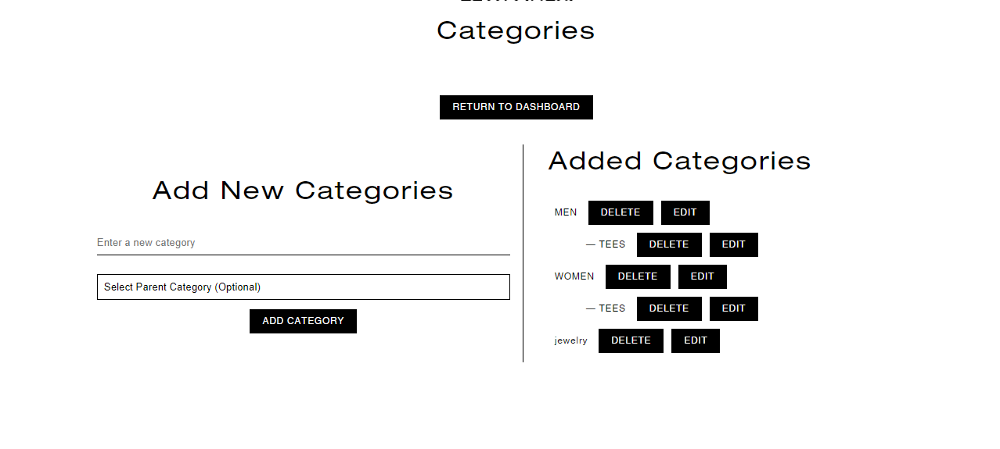 Categories
RETURN TO DASHBOARD
Add New Categories
Enter a new category
Select Parent Category (Optional)
ADD CATEGORY
Added Categories
MEN DELETE EDIT
— TEES DELETE EDIT
WOMEN DELETE EDIT
— TEES DELETE EDIT
jewelry DELETE EDIT